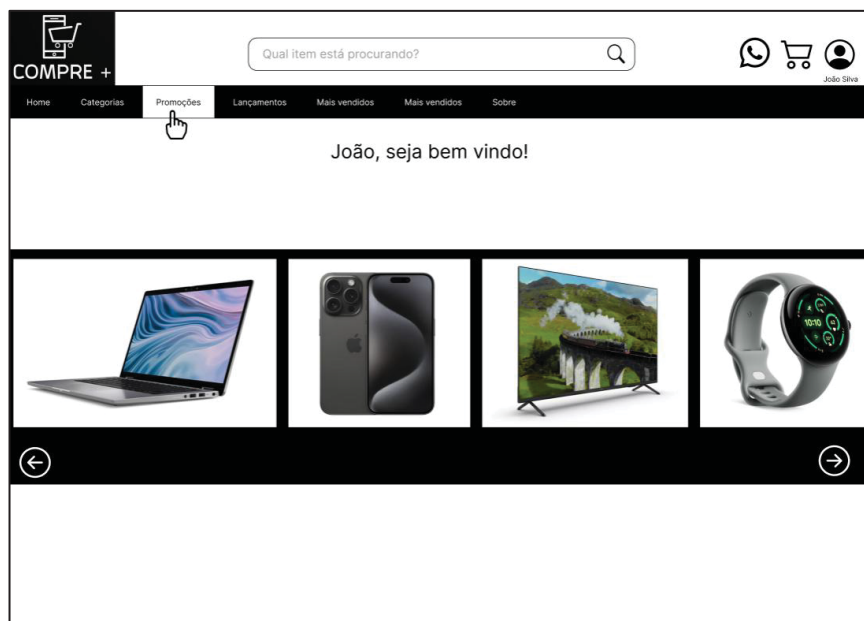 COMPRE +
Qual item está procurando?
João Silva
Home Categorias Promoções Lançamentos Mais vendidos Mais vendidos Sobre
João, seja bem vindo!
10:10